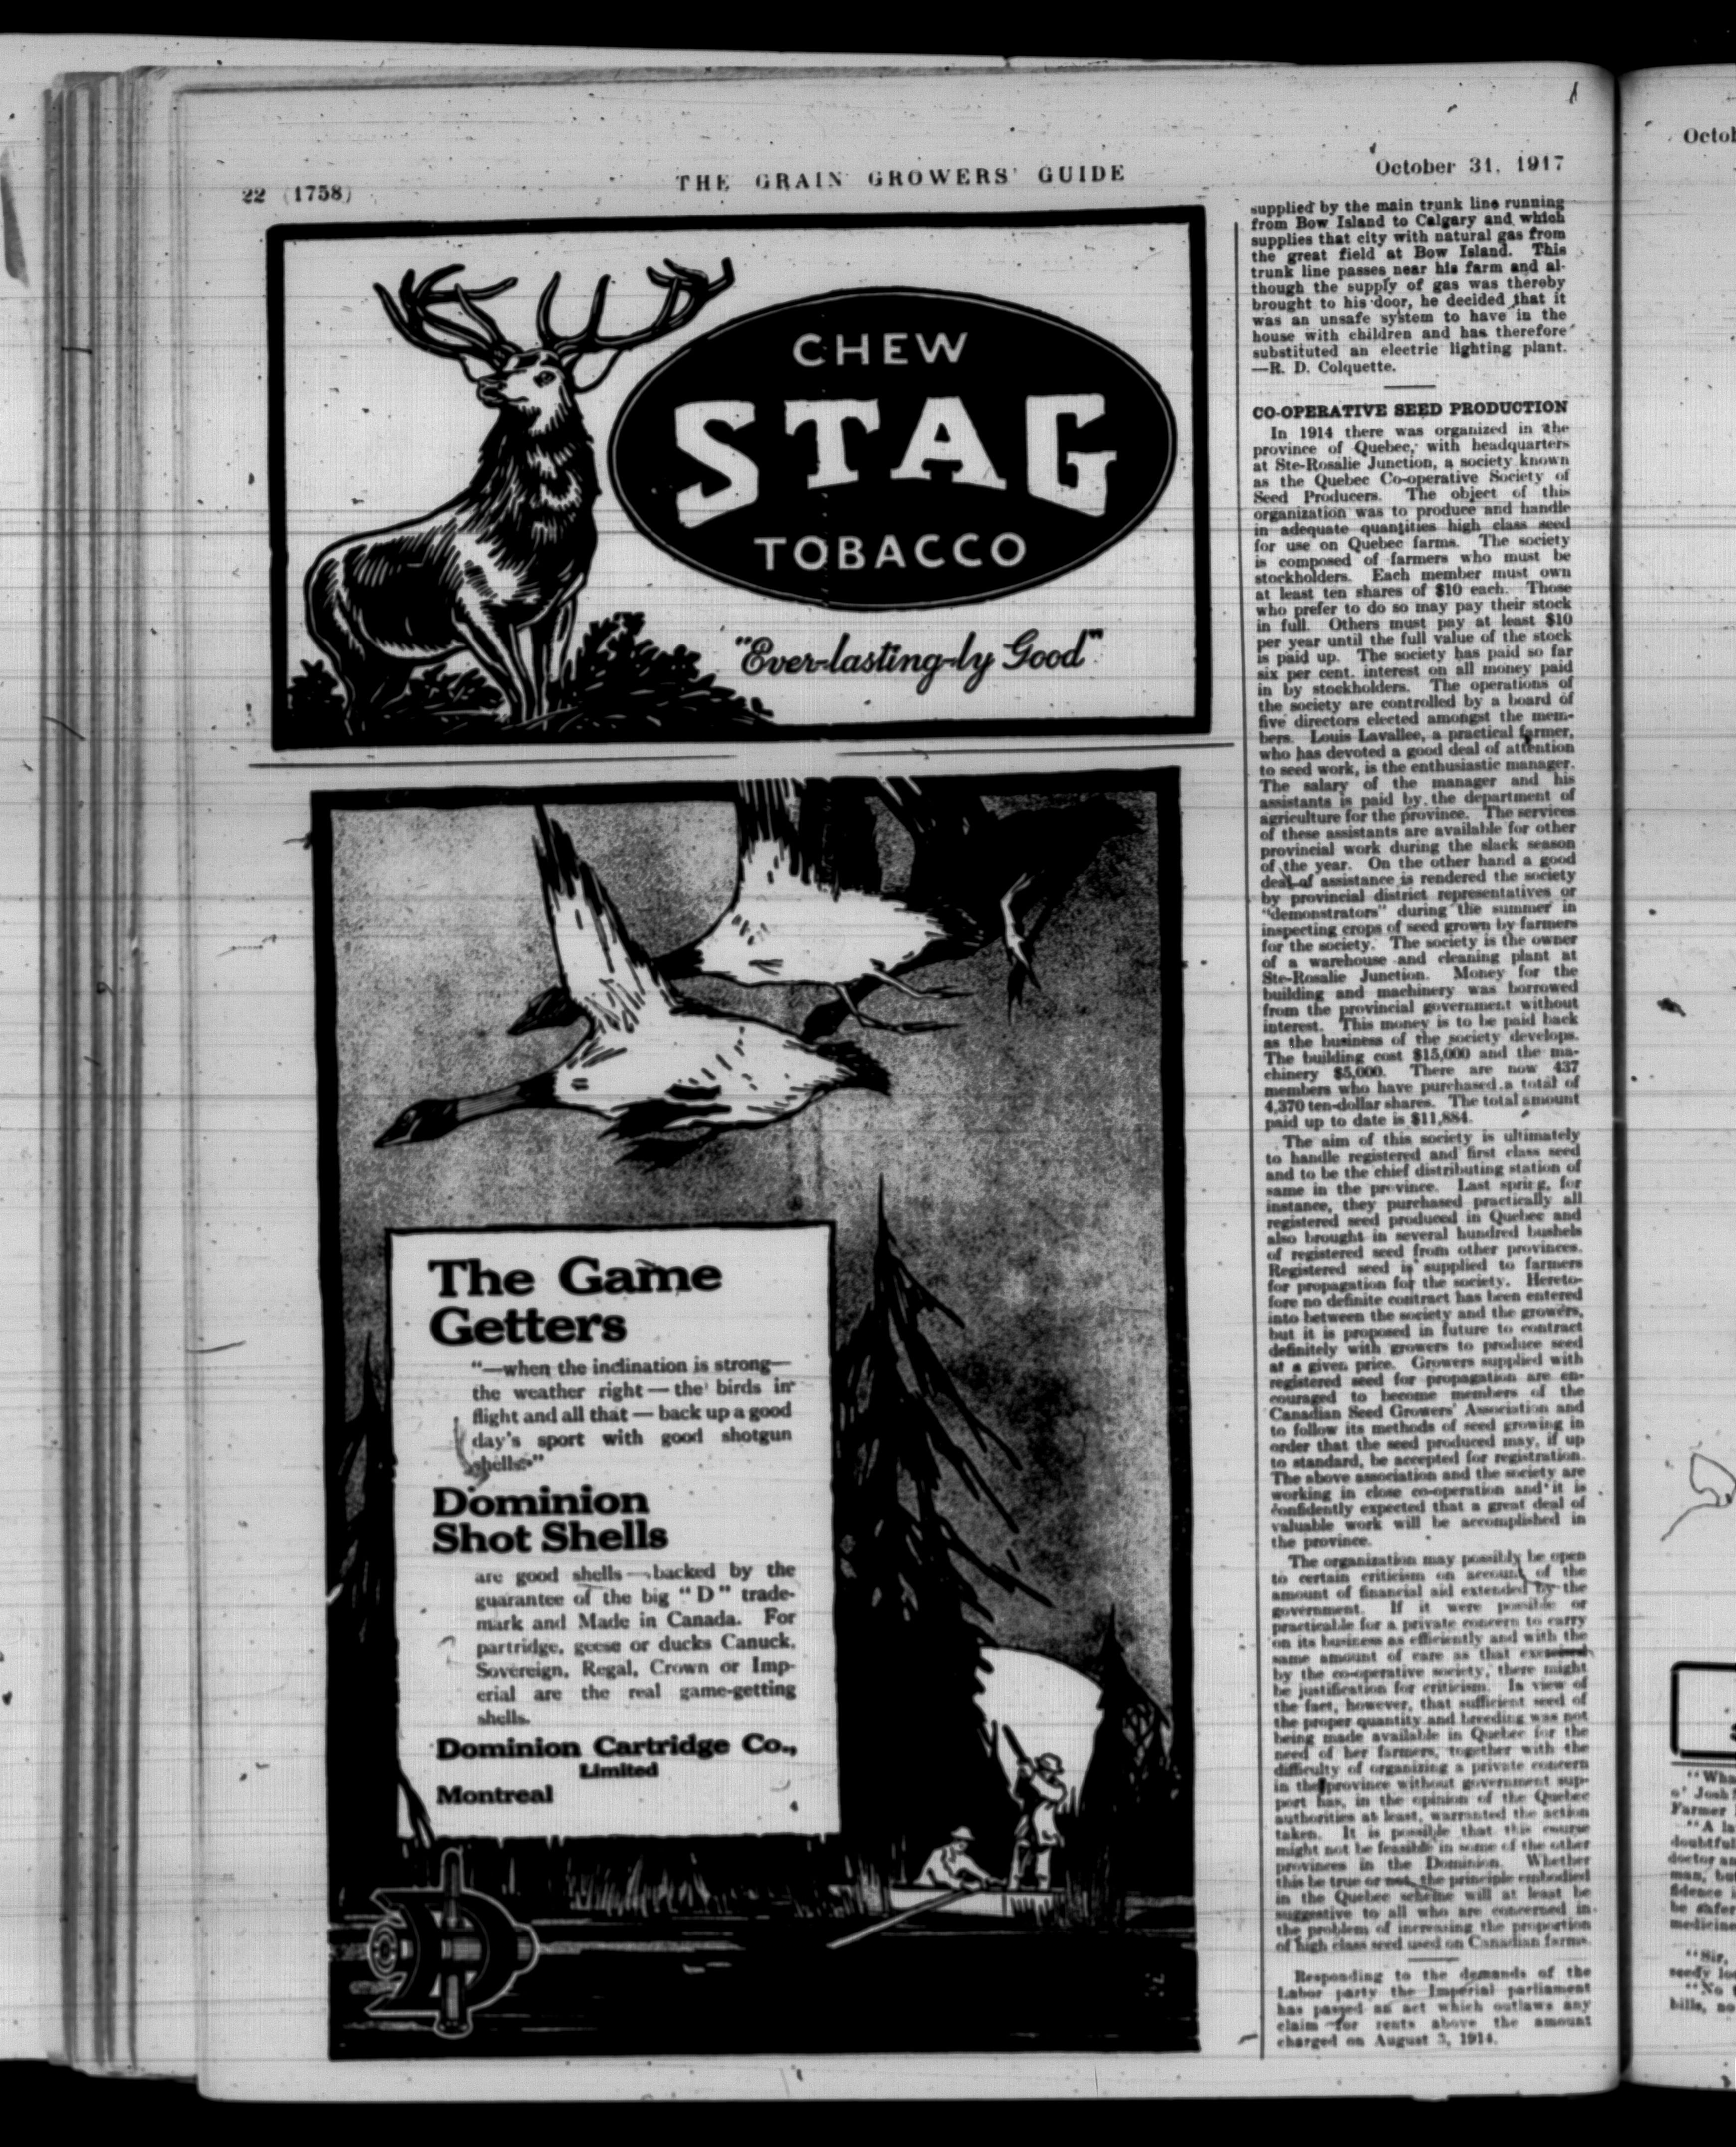 22 (1758)
THE GRAIN GROWERS' GUIDE
October 31, 1917
CHEW
STAG
TOBACCO
"Ever-lasting-ly Good"
The Game
Getters
"—when the inclination is strong—
the weather right — the birds in
flight and all that — back up a good
day's sport with good shotgun
shells."
Dominion
Shot Shells
are good shells — backed by the
guarantee of the big "D" trade-
mark and Made in Canada. For
partridge, geese or ducks Canuck,
Sovereign, Regal, Crown or Imp-
erial are the real game-getting
shells.
Dominion Cartridge Co.,
Limited
Montreal
supplied by the main trunk line running
from Bow Island to Calgary and which
supplies that city with natural gas from
the great field at Bow Island. This
trunk line passes near his farm and al-
though the supply of gas was thereby
brought to his door, he decided that it
was an unsafe system to have in the
house with children and has therefore
substituted an electric lighting plant.
—R. D. Colquette.
CO-OPERATIVE SEED PRODUCTION
In 1914 there was organized in the
province of Quebec, with headquarters
at Ste-Rosalie Junction, a society known
as the Quebec Co-operative Society of
Seed Producers. The object of this
organization was to produce and handle
in adequate quantities high class seed
for use on Quebec farms. The society
is composed of farmers who must be
stockholders. Each member must own
at least ten shares of $10 each. Those
who prefer to do so may pay their stock
in full. Others must pay at least $10
per year until the full value of the stock
is paid up. The society has paid so far
six per cent. interest on all money paid
in by stockholders. The operations of
the society are controlled by a board of
five directors elected amongst the mem-
bers. Louis Lavallee, a practical farmer,
who has devoted a good deal of attention
to seed work, is the enthusiastic manager.
The salary of the manager and his
assistants is paid by the department of
agriculture for the province. The services
of these assistants are available for other
provincial work during the slack season
of the year. On the other hand a good
deal of assistance is rendered the society
by provincial district representatives or
"demonstrators" during the summer in
inspecting crops of seed grown by farmers
for the society. The society is the owner
of a warehouse and cleaning plant at
Ste-Rosalie Junction. Money for the
building and machinery was borrowed
from the provincial government without
interest. This money is to be paid back
as the business of the society develops.
The building cost $15,000 and the ma-
chinery $5,000. There are now 437
members who have purchased a total of
4,370 ten-dollar shares. The total amount
paid up to date is $11,884.
The aim of this society is ultimately
to handle registered and first class seed
and to be the chief distributing station of
same in the province. Last spring, for
instance, they purchased practically all
registered seed produced in Quebec and
also brought in several hundred bushels
of registered seed from other provinces.
Registered seed is supplied to farmers
for propagation for the society. Hereto-
fore no definite contract has been entered
into between the society and the growers,
but it is proposed in future to contract
definitely with growers to produce seed
at a given price. Growers supplied with
registered seed for propagation are en-
couraged to become members of the
Canadian Seed Growers' Association and
to follow its methods of seed growing in
order that the seed produced may, if up
to standard, be accepted for registration.
The above association and the society are
working in close co-operation and it is
confidently expected that a great deal of
valuable work will be accomplished in
the province.
The organization may possibly be open
to certain criticism on account of the
amount of financial aid extended by the
government. If it were possible or
practicable for a private concern to carry
on its business as efficiently and with the
same amount of care as that exercised
by the co-operative society, there might
be justification for criticism. In view of
the fact, however, that sufficient seed of
the proper quantity and breeding was not
being made available in Quebec for the
need of her farmers, together with the
difficulty of organizing a private concern
in the province without government sup-
port has, in the opinion of the Quebec
authorities at least, warranted the action
taken. It is possible that this course
might not be feasible in some of the other
provinces in the Dominion. Whether
this be true or not, the principle embodied
in the Quebec scheme will at least be
suggestive to all who are concerned in
the problem of increasing the proportion
of high class seed used on Canadian farms.
Responding to the demands of the
Labor party the Imperial parliament
has passed an act which outlaws any
claim for rents above the amount
charged on August 3, 1914.